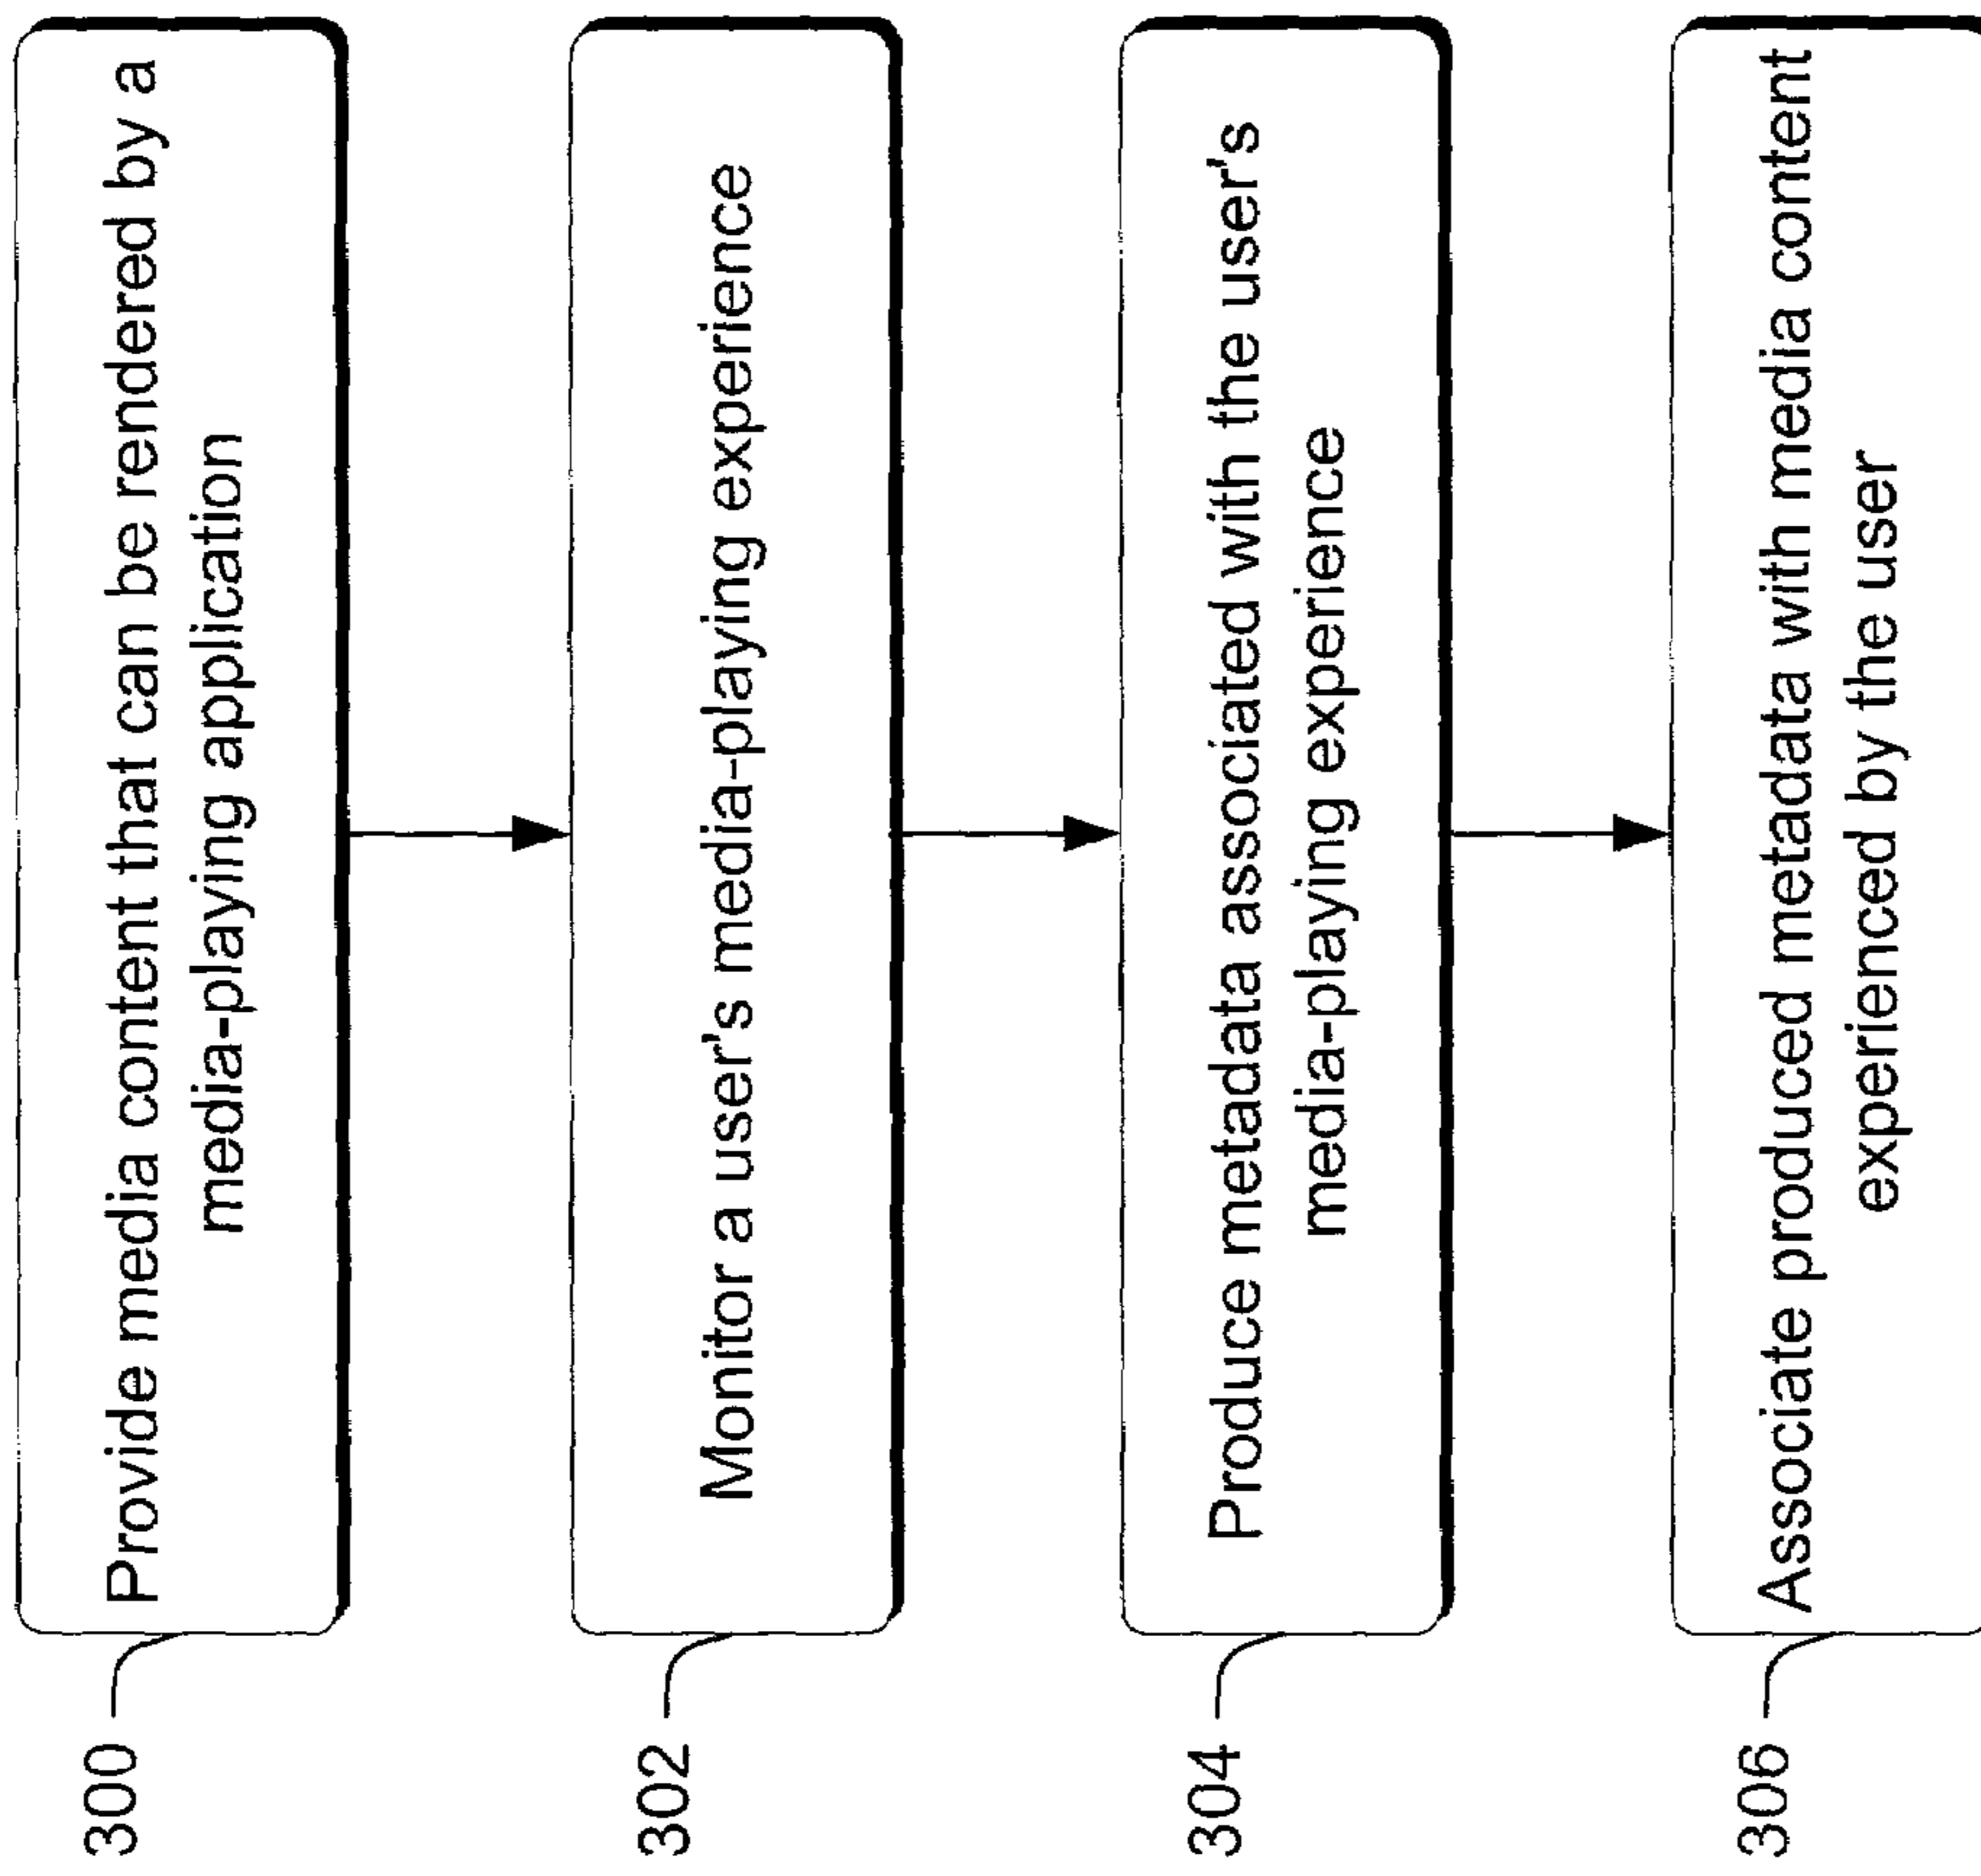 300
Provide media content that can be rendered by a
media-playing application
302
Monitor a user's media-playing experience
304
Produce metadata associated with the user's
media-playing experience
306
Associate produced metadata with media content
experienced by the user